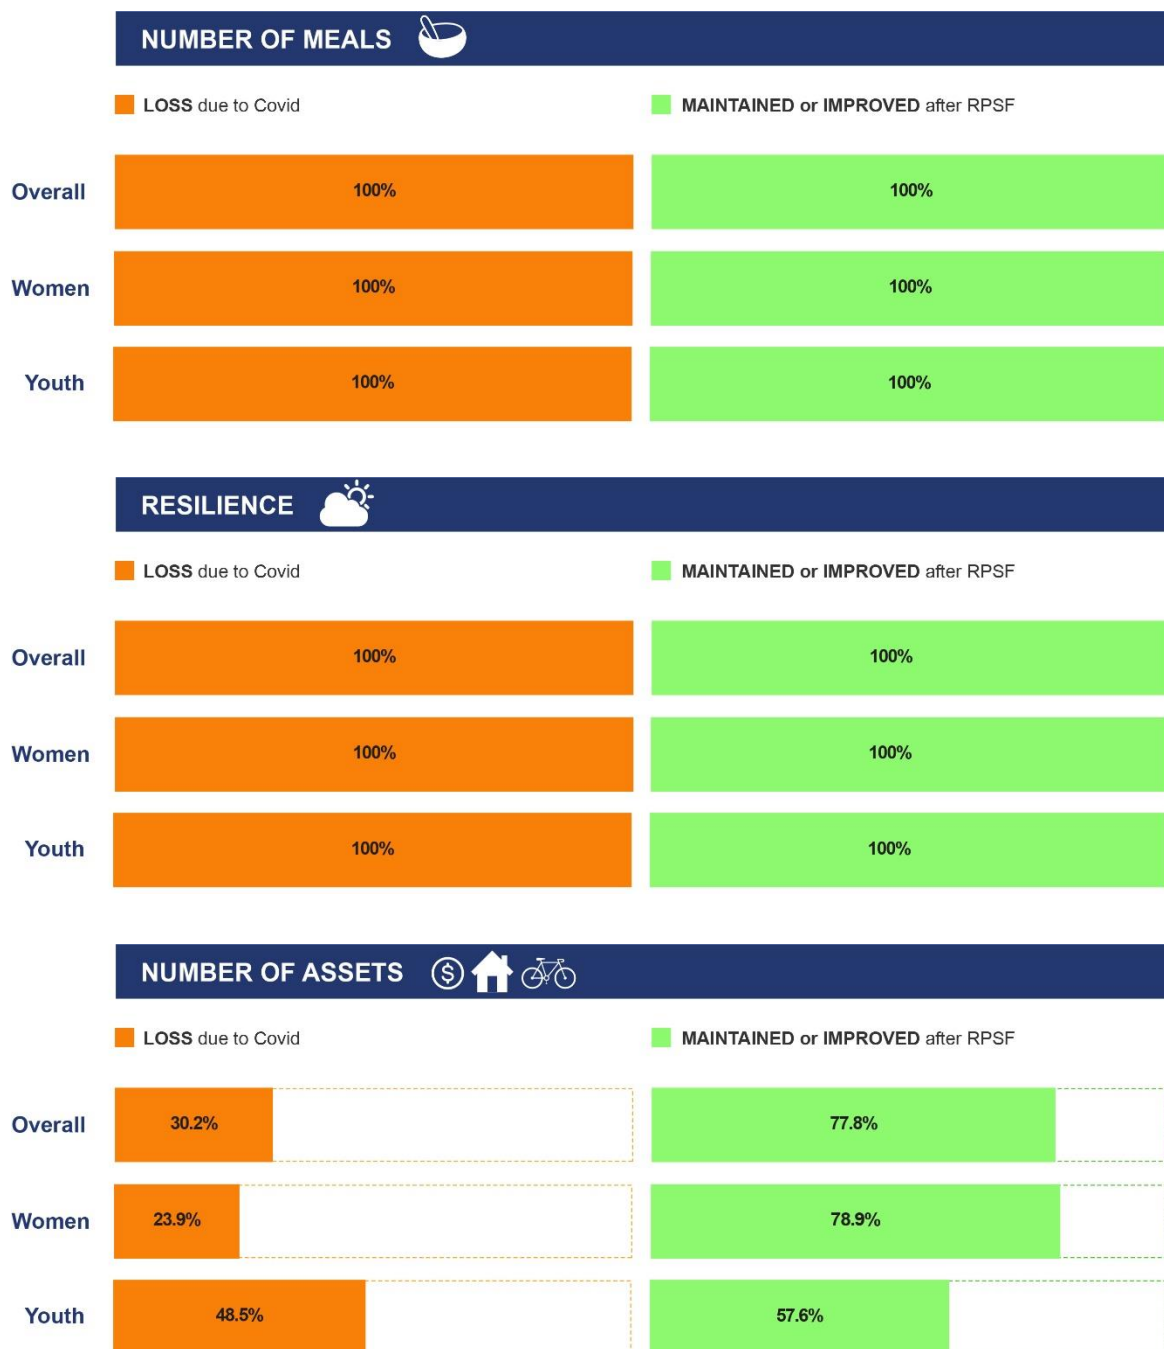 NUMBER OF MEALS
LOSS due to Covid MAINTAINED or IMPROVED after RPSF
Overall 100% 100%
Women 100% 100%
Youth 100% 100%
RESILIENCE
LOSS due to Covid MAINTAINED or IMPROVED after RPSF
Overall 100% 100%
Women 100% 100%
Youth 100% 100%
NUMBER OF ASSETS $
LOSS due to Covid MAINTAINED or IMPROVED after RPSF
Overall 30.2% 77.8%
Women 23.9% 78.9%
Youth 48.5% 57.6%